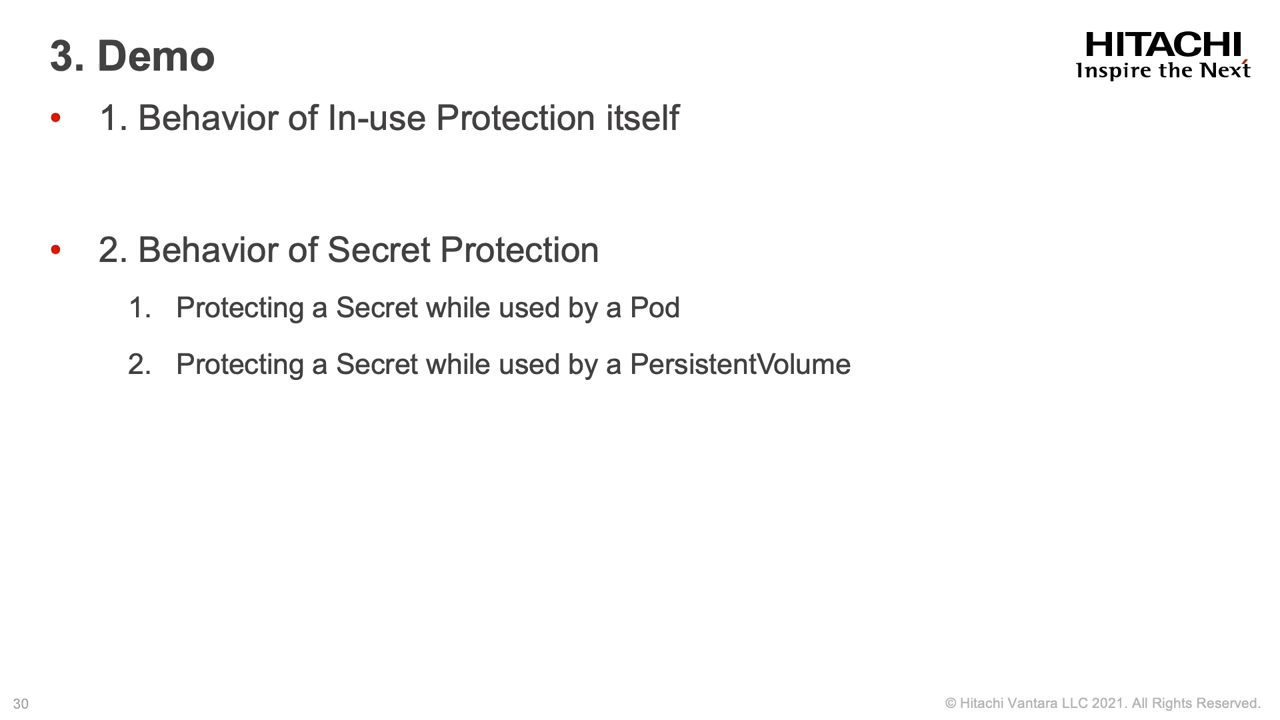 3. Demo
HITACHI
Inspire the Next
• 1. Behavior of In-use Protection itself
• 2. Behavior of Secret Protection
1. Protecting a Secret while used by a Pod
2. Protecting a Secret while used by a PersistentVolume
30
© Hitachi Vantara LLC 2021. All Rights Reserved.